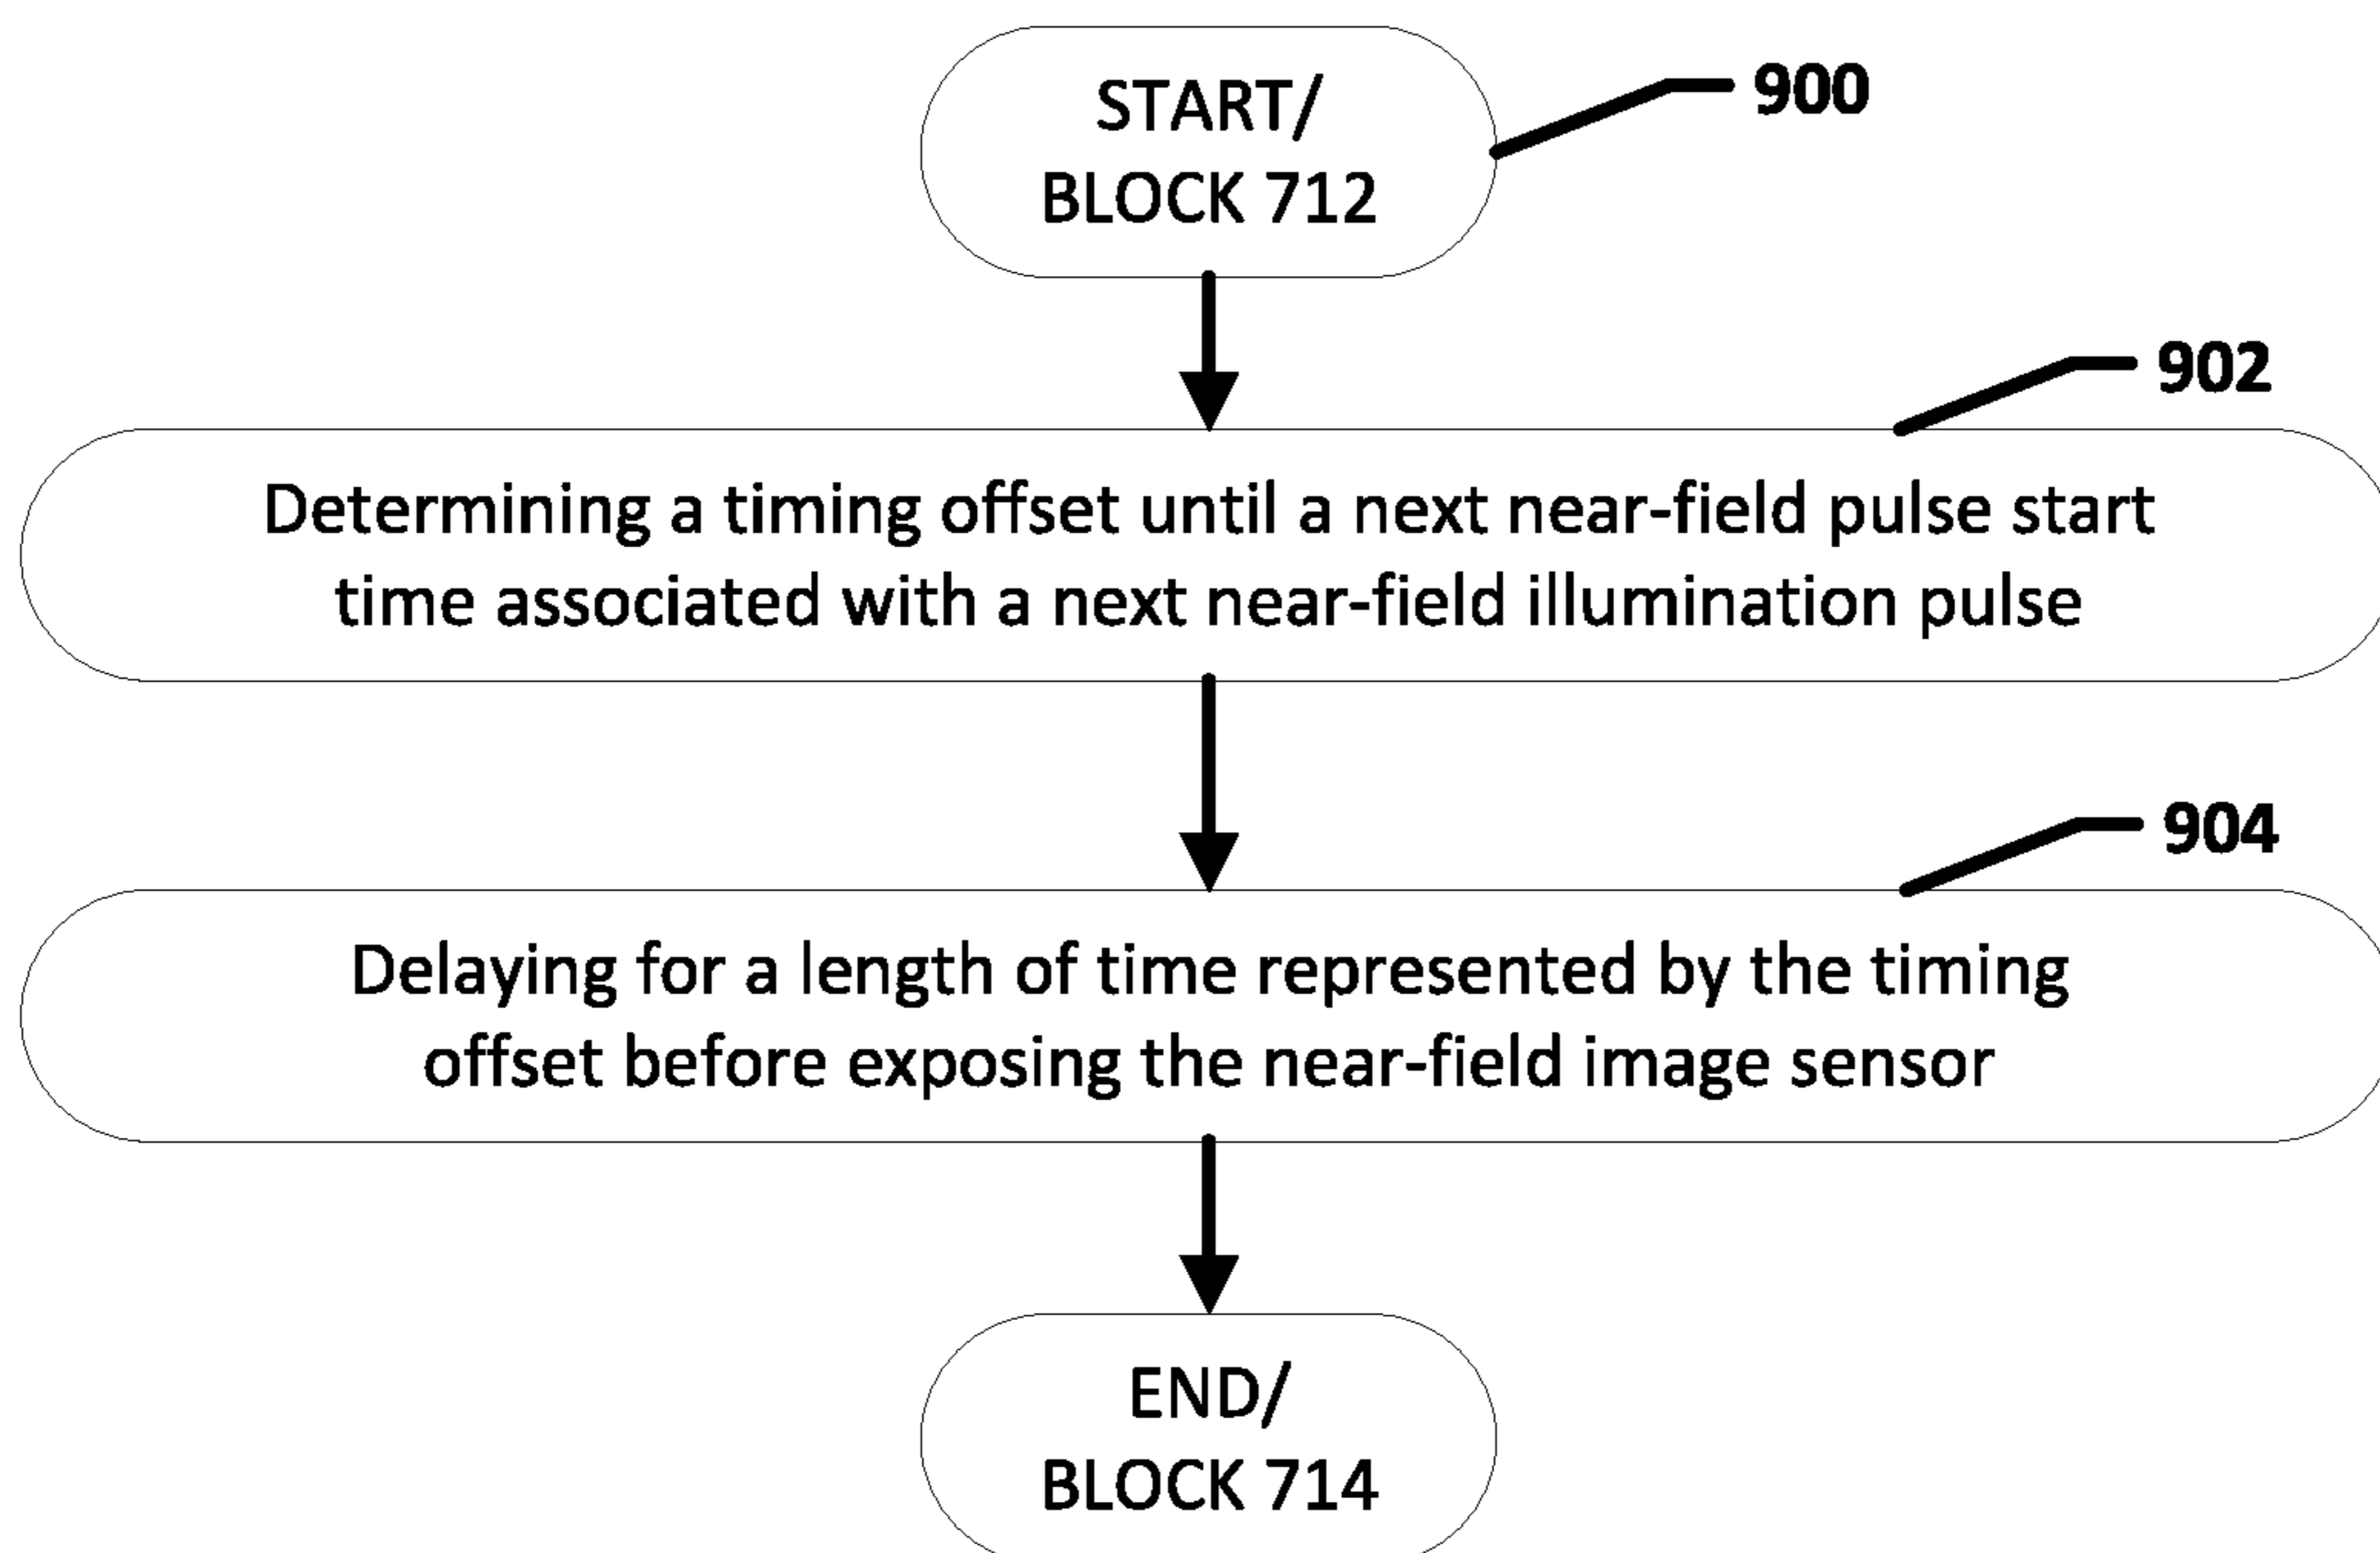 START/
BLOCK 712
900
902
Determining a timing offset until a next near-field pulse start
time associated with a next near-field illumination pulse
904
Delaying for a length of time represented by the timing
offset before exposing the near-field image sensor
END/
BLOCK 714